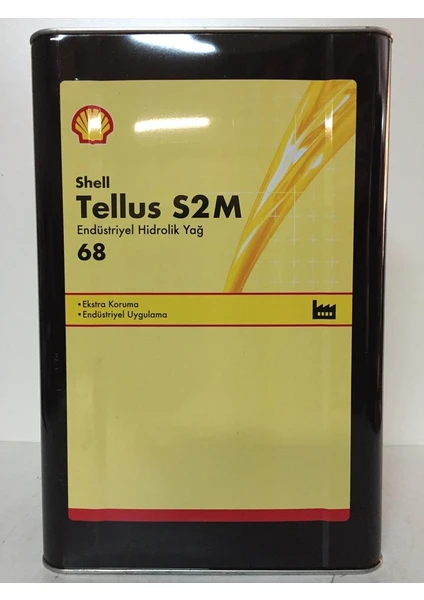 Shell
Tellus S2M
Endüstriyel Hidrolik Yağ
68
•Ekstra Koruma
•Endüstriyel Uygulama